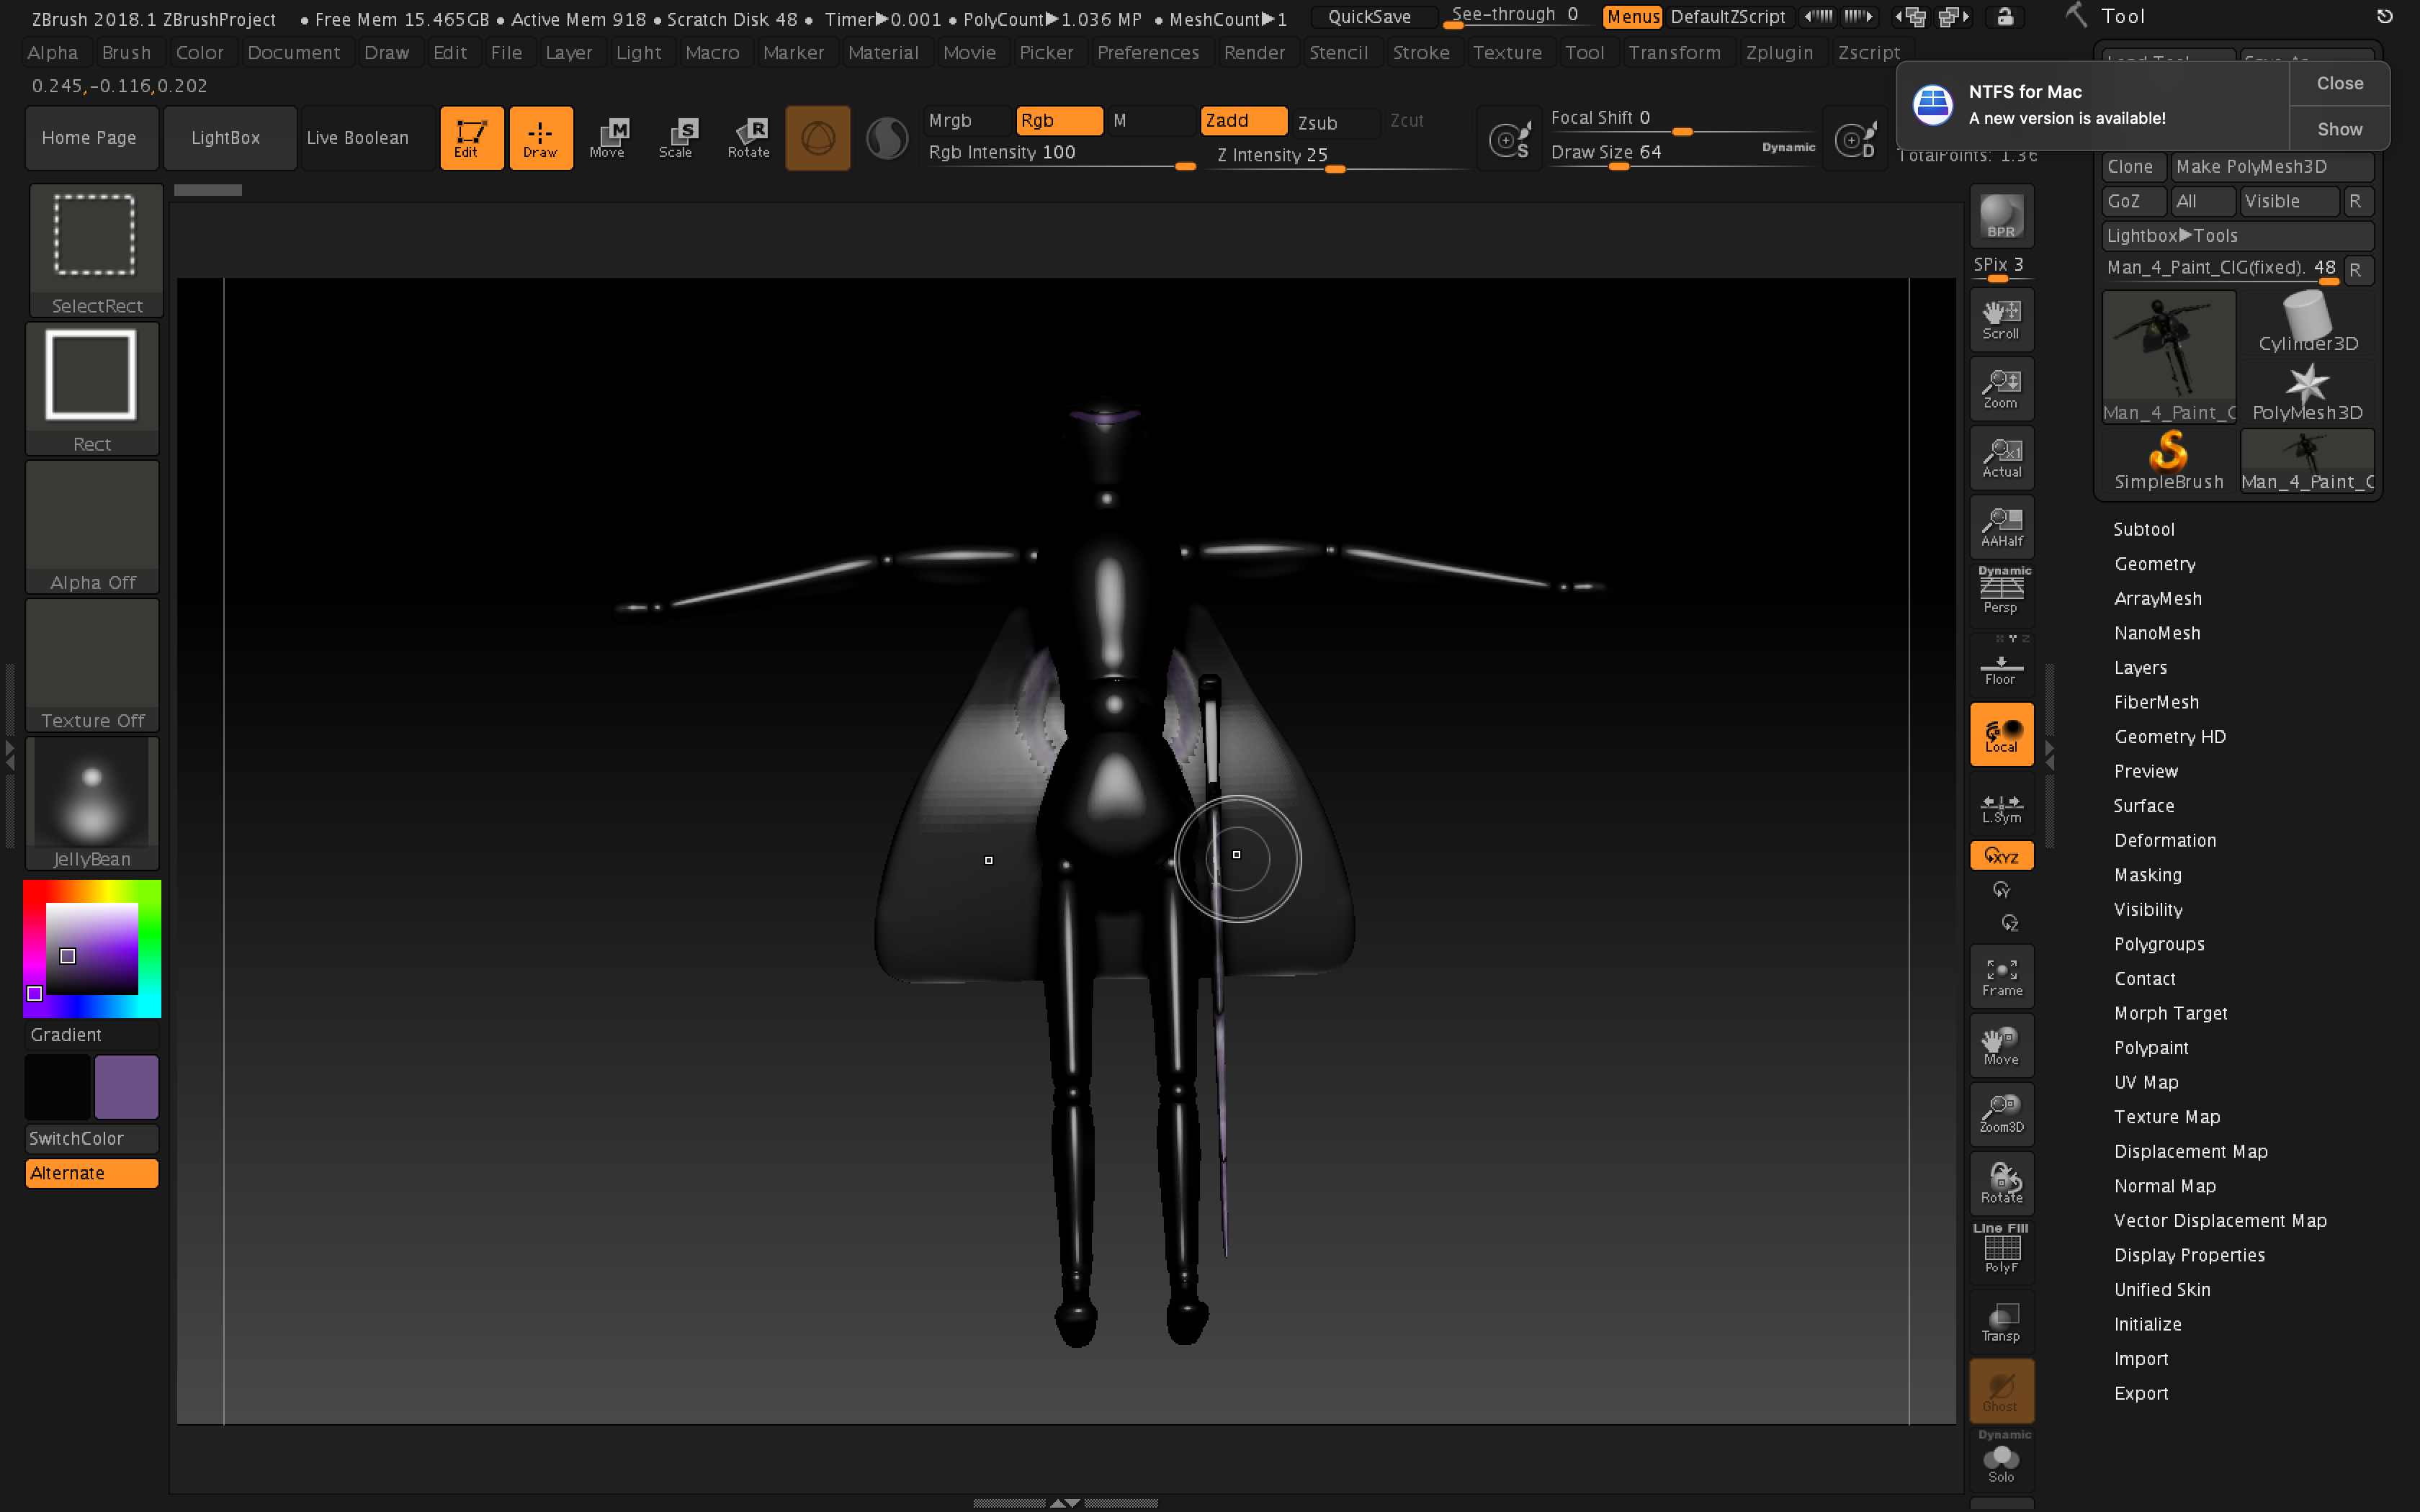 ZBrush 2018.1 ZBrushProject • Free Mem 15.465GB • Active Mem 918 • Scratch Disk 48 • Timer▶0.001 • PolyCount▶1.036 MP • MeshCount▶1 QuickSave See-through 0 Menus DefaultZScript
Tool
Alpha Brush Color Document Draw Edit File Layer Light Macro Marker Material Movie Picker Preferences Render Stencil Stroke Texture Tool Transform Zplugin Zscript
0.245,-0.116,0.202
NTFS for Mac
A new version is available!
Close
Show
Home Page
LightBox
Live Boolean
Edit
Draw
Move
Scale
Rotate
Mrgb Rgb M
Rgb Intensity 100
Zadd Zsub Zcut
Z Intensity 25
S
Focal Shift 0
Draw Size 64
Dynamic
D
TotalPoints: 1.36
Clone Make PolyMesh3D
GoZ All Visible R
Lightbox▶Tools
Man_4_Paint_CIG(fixed). 48 R
Cylinder3D
Man_4_Paint_C PolyMesh3D
SimpleBrush Man_4_Paint_C
Subtool
Geometry
ArrayMesh
NanoMesh
Layers
FiberMesh
Geometry HD
Preview
Surface
Deformation
Masking
Visibility
Polygroups
Contact
Morph Target
Polypaint
UV Map
Texture Map
Displacement Map
Normal Map
Vector Displacement Map
Display Properties
Unified Skin
Initialize
Import
Export
SelectRect
Rect
Alpha Off
Texture Off
JellyBean
Gradient
SwitchColor
Alternate
BPR
SPix 3
Scroll
Zoom
Actual
AAHalf
Dynamic
Persp
Floor
Local
L.Sym
XYZ
Y
Z
Frame
Move
Zoom3D
Rotate
Line Fill
PolyF
Transp
Ghost
Dynamic
Solo